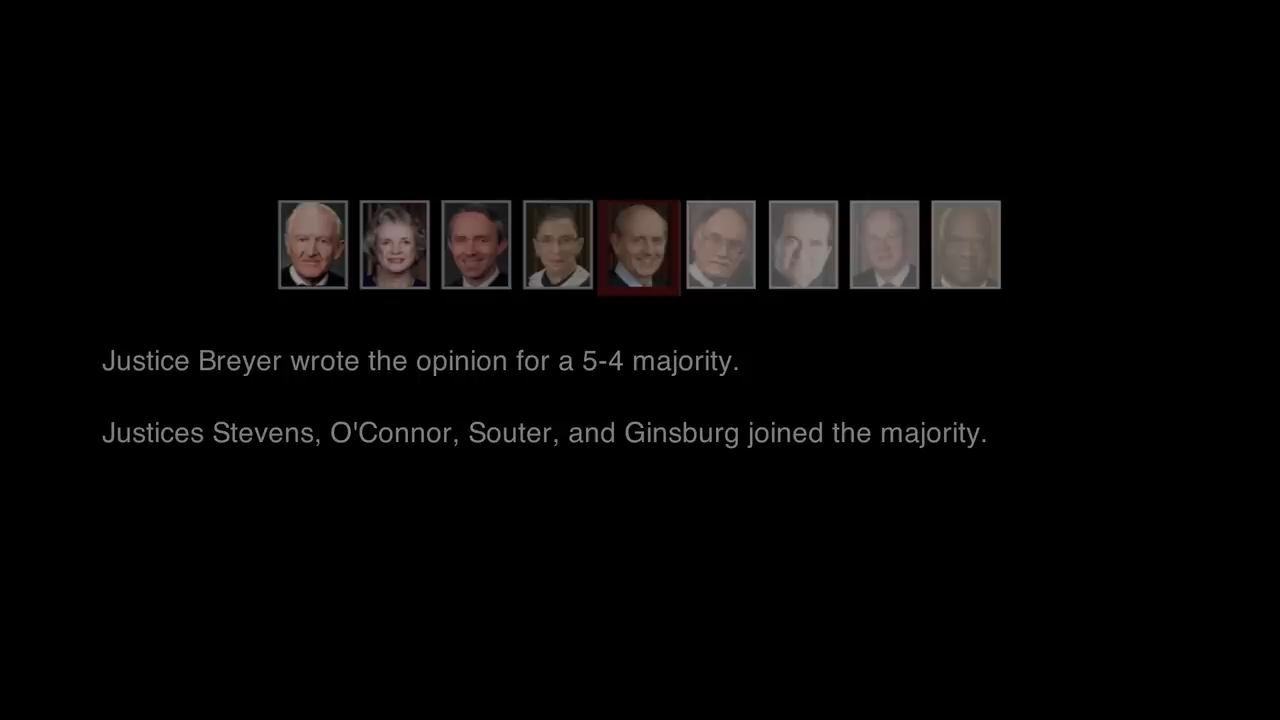 Justice Breyer wrote the opinion for a 5-4 majority.
Justices Stevens, O'Connor, Souter, and Ginsburg joined the majority.